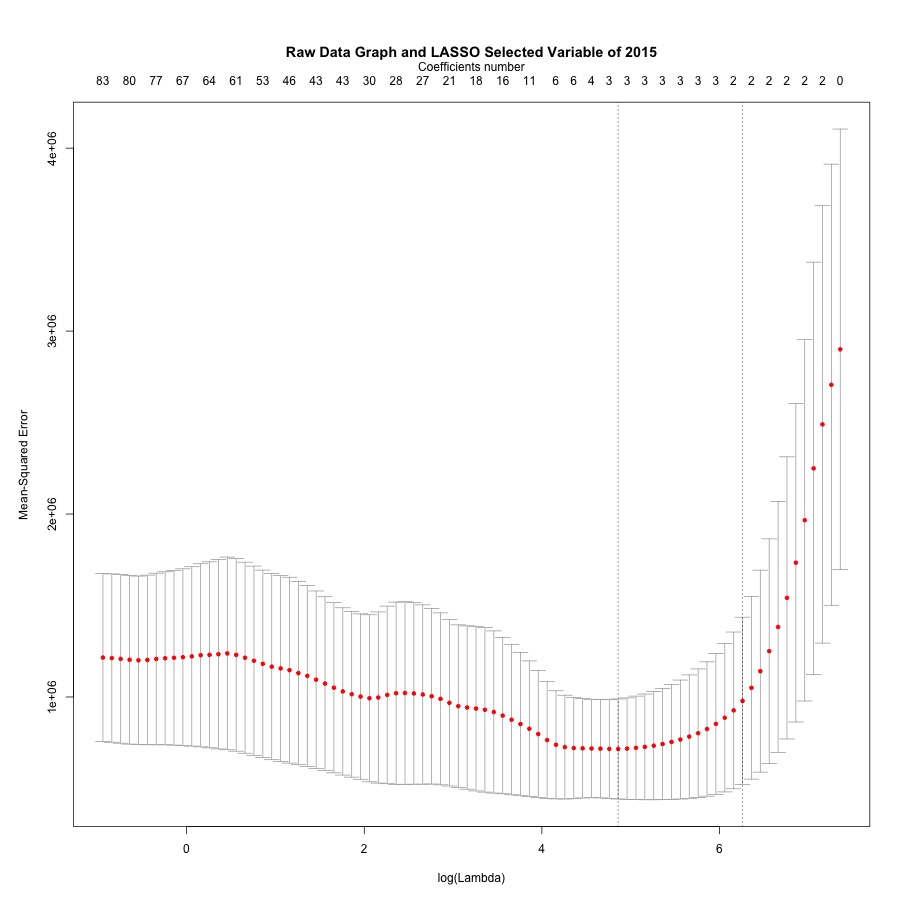 Raw Data Graph and LASSO Selected Variable of 2015
Coefficients number
83 80 77 67 64 61 53 46 43 43 30 28 27 21 18 16 11 6 6 4 3 3 3 3 3 3 3 2 2 2 2 2 2 0
4e+06
3e+06
2e+06
1e+06
Mean-Squared Error
0 2 4 6
log(Lambda)